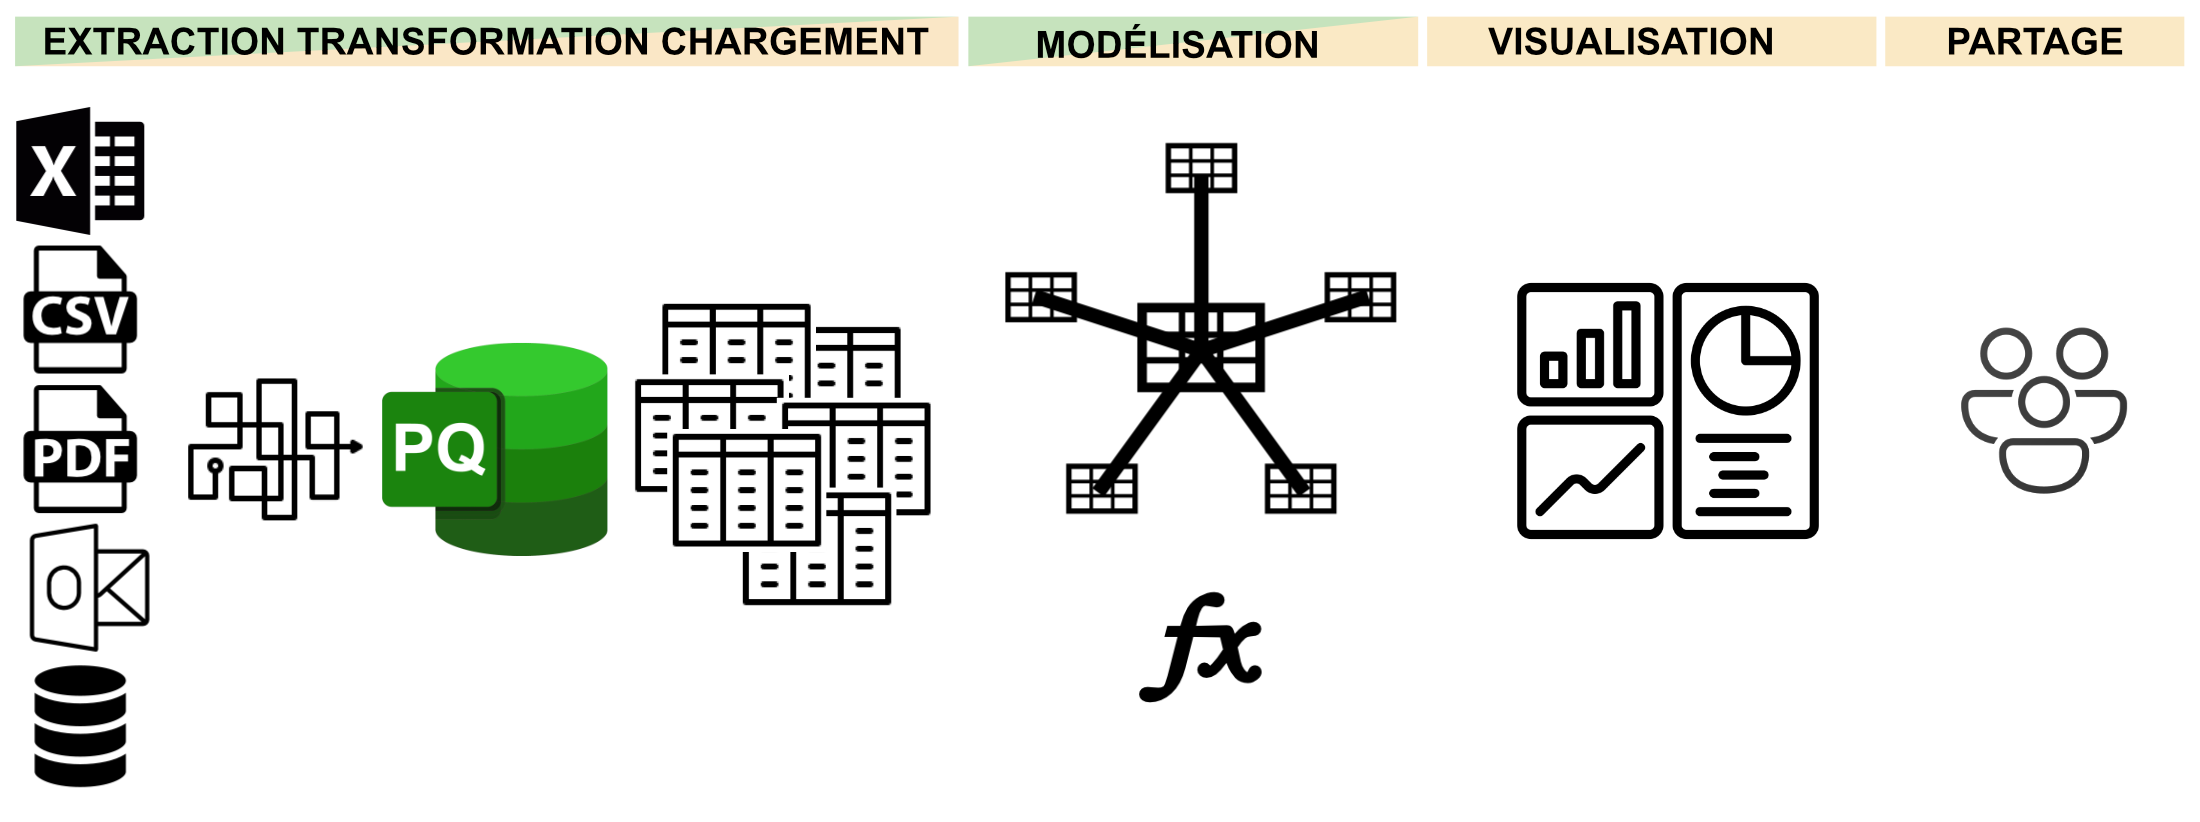 EXTRACTION TRANSFORMATION CHARGEMENT
MODÉLISATION
VISUALISATION
PARTAGE
X
CSV
PDF
O
PQ
fx